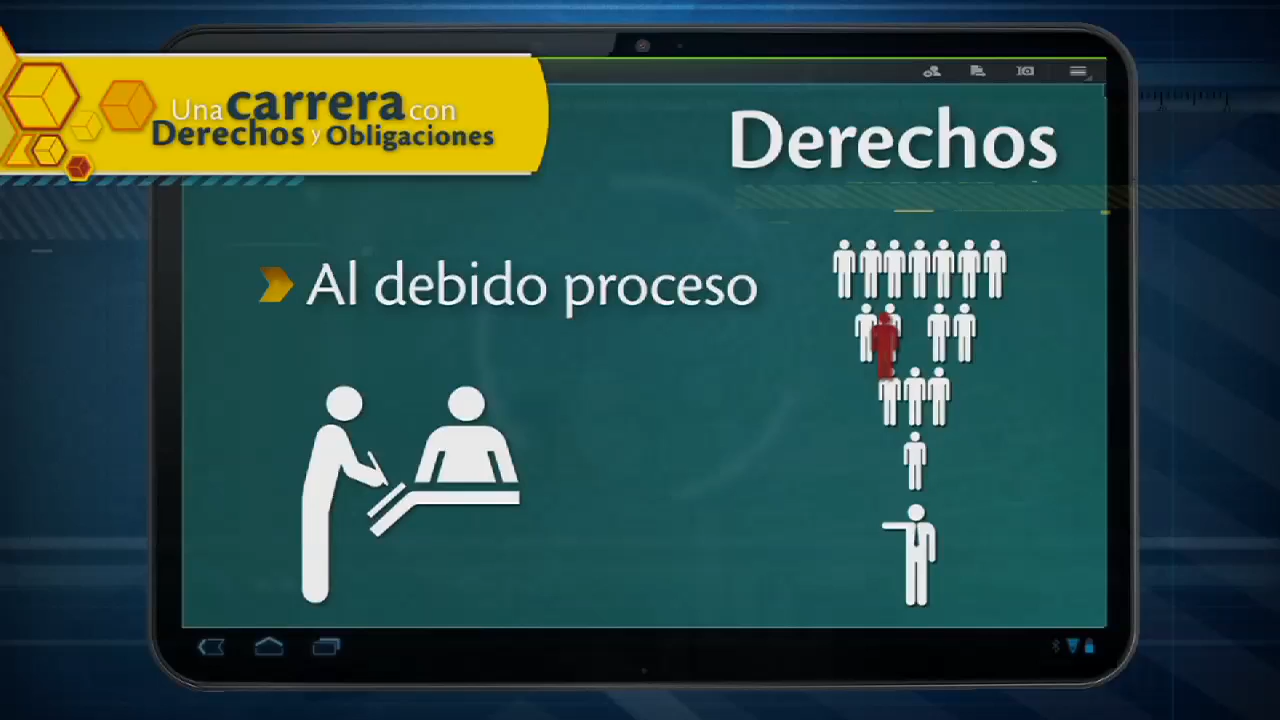 Una carrera con
Derechos y Obligaciones
Derechos
Al debido proceso